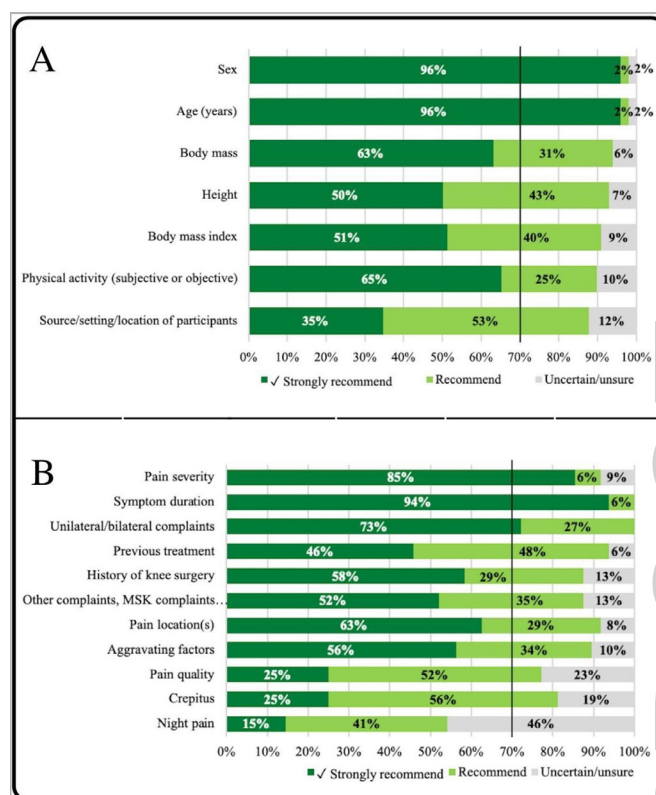 A
Sex 96% 2% 2%
Age (years) 96% 2% 2%
Body mass 63% 31% 6%
Height 50% 43% 7%
Body mass index 51% 40% 9%
Physical activity (subjective or objective) 65% 25% 10%
Source/setting/location of participants 35% 53% 12%
0% 10% 20% 30% 40% 50% 60% 70% 80% 90% 100%
✓ Strongly recommend Recommend Uncertain/unsure
B
Pain severity 85% 6% 9%
Symptom duration 94% 6%
Unilateral/bilateral complaints 73% 27%
Previous treatment 46% 48% 6%
History of knee surgery 58% 29% 13%
Other complaints, MSK complaints… 52% 35% 13%
Pain location(s) 63% 29% 8%
Aggravating factors 56% 34% 10%
Pain quality 25% 52% 23%
Crepitus 25% 56% 19%
Night pain 15% 41% 46%
0% 10% 20% 30% 40% 50% 60% 70% 80% 90% 100%
✓ Strongly recommend Recommend Uncertain/unsure